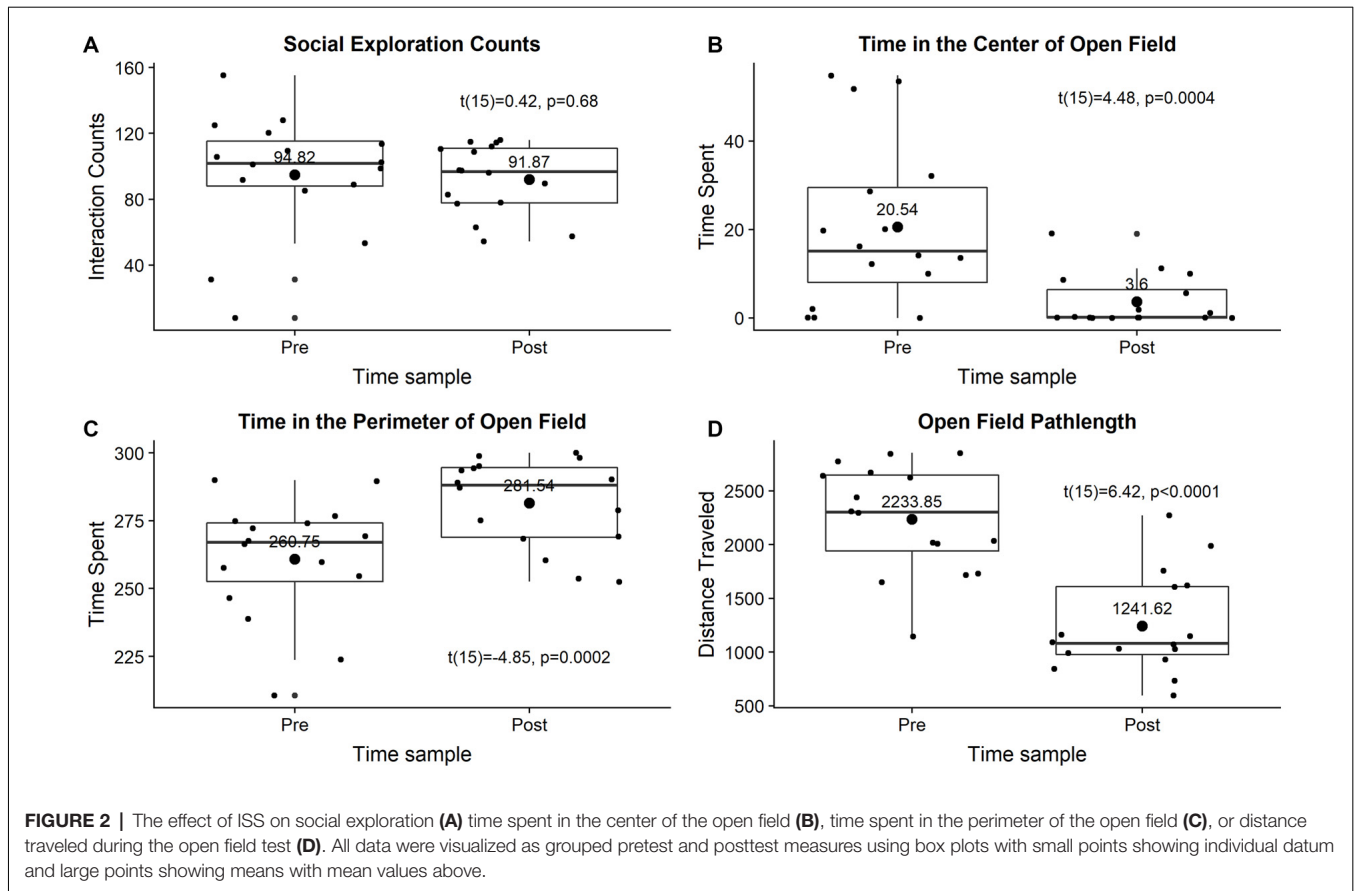 A
Social Exploration Counts
160
120
80
40
Interaction Counts
t(15)=0.42, p=0.68
94.82
91.87
Pre
Post
Time sample
B
Time in the Center of Open Field
40
20
0
Time Spent
t(15)=4.48, p=0.0004
20.54
3.6
Pre
Post
Time sample
C
Time in the Perimeter of Open Field
300
275
250
225
Time Spent
260.75
281.54
t(15)=-4.85, p=0.0002
Pre
Post
Time sample
D
Open Field Pathlength
2500
2000
1500
1000
500
Distance Traveled
2233.85
t(15)=6.42, p<0.0001
1241.62
Pre
Post
Time sample
FIGURE 2 | The effect of ISS on social exploration (A) time spent in the center of the open field (B), time spent in the perimeter of the open field (C), or distance
traveled during the open field test (D). All data were visualized as grouped pretest and posttest measures using box plots with small points showing individual datum
and large points showing means with mean values above.